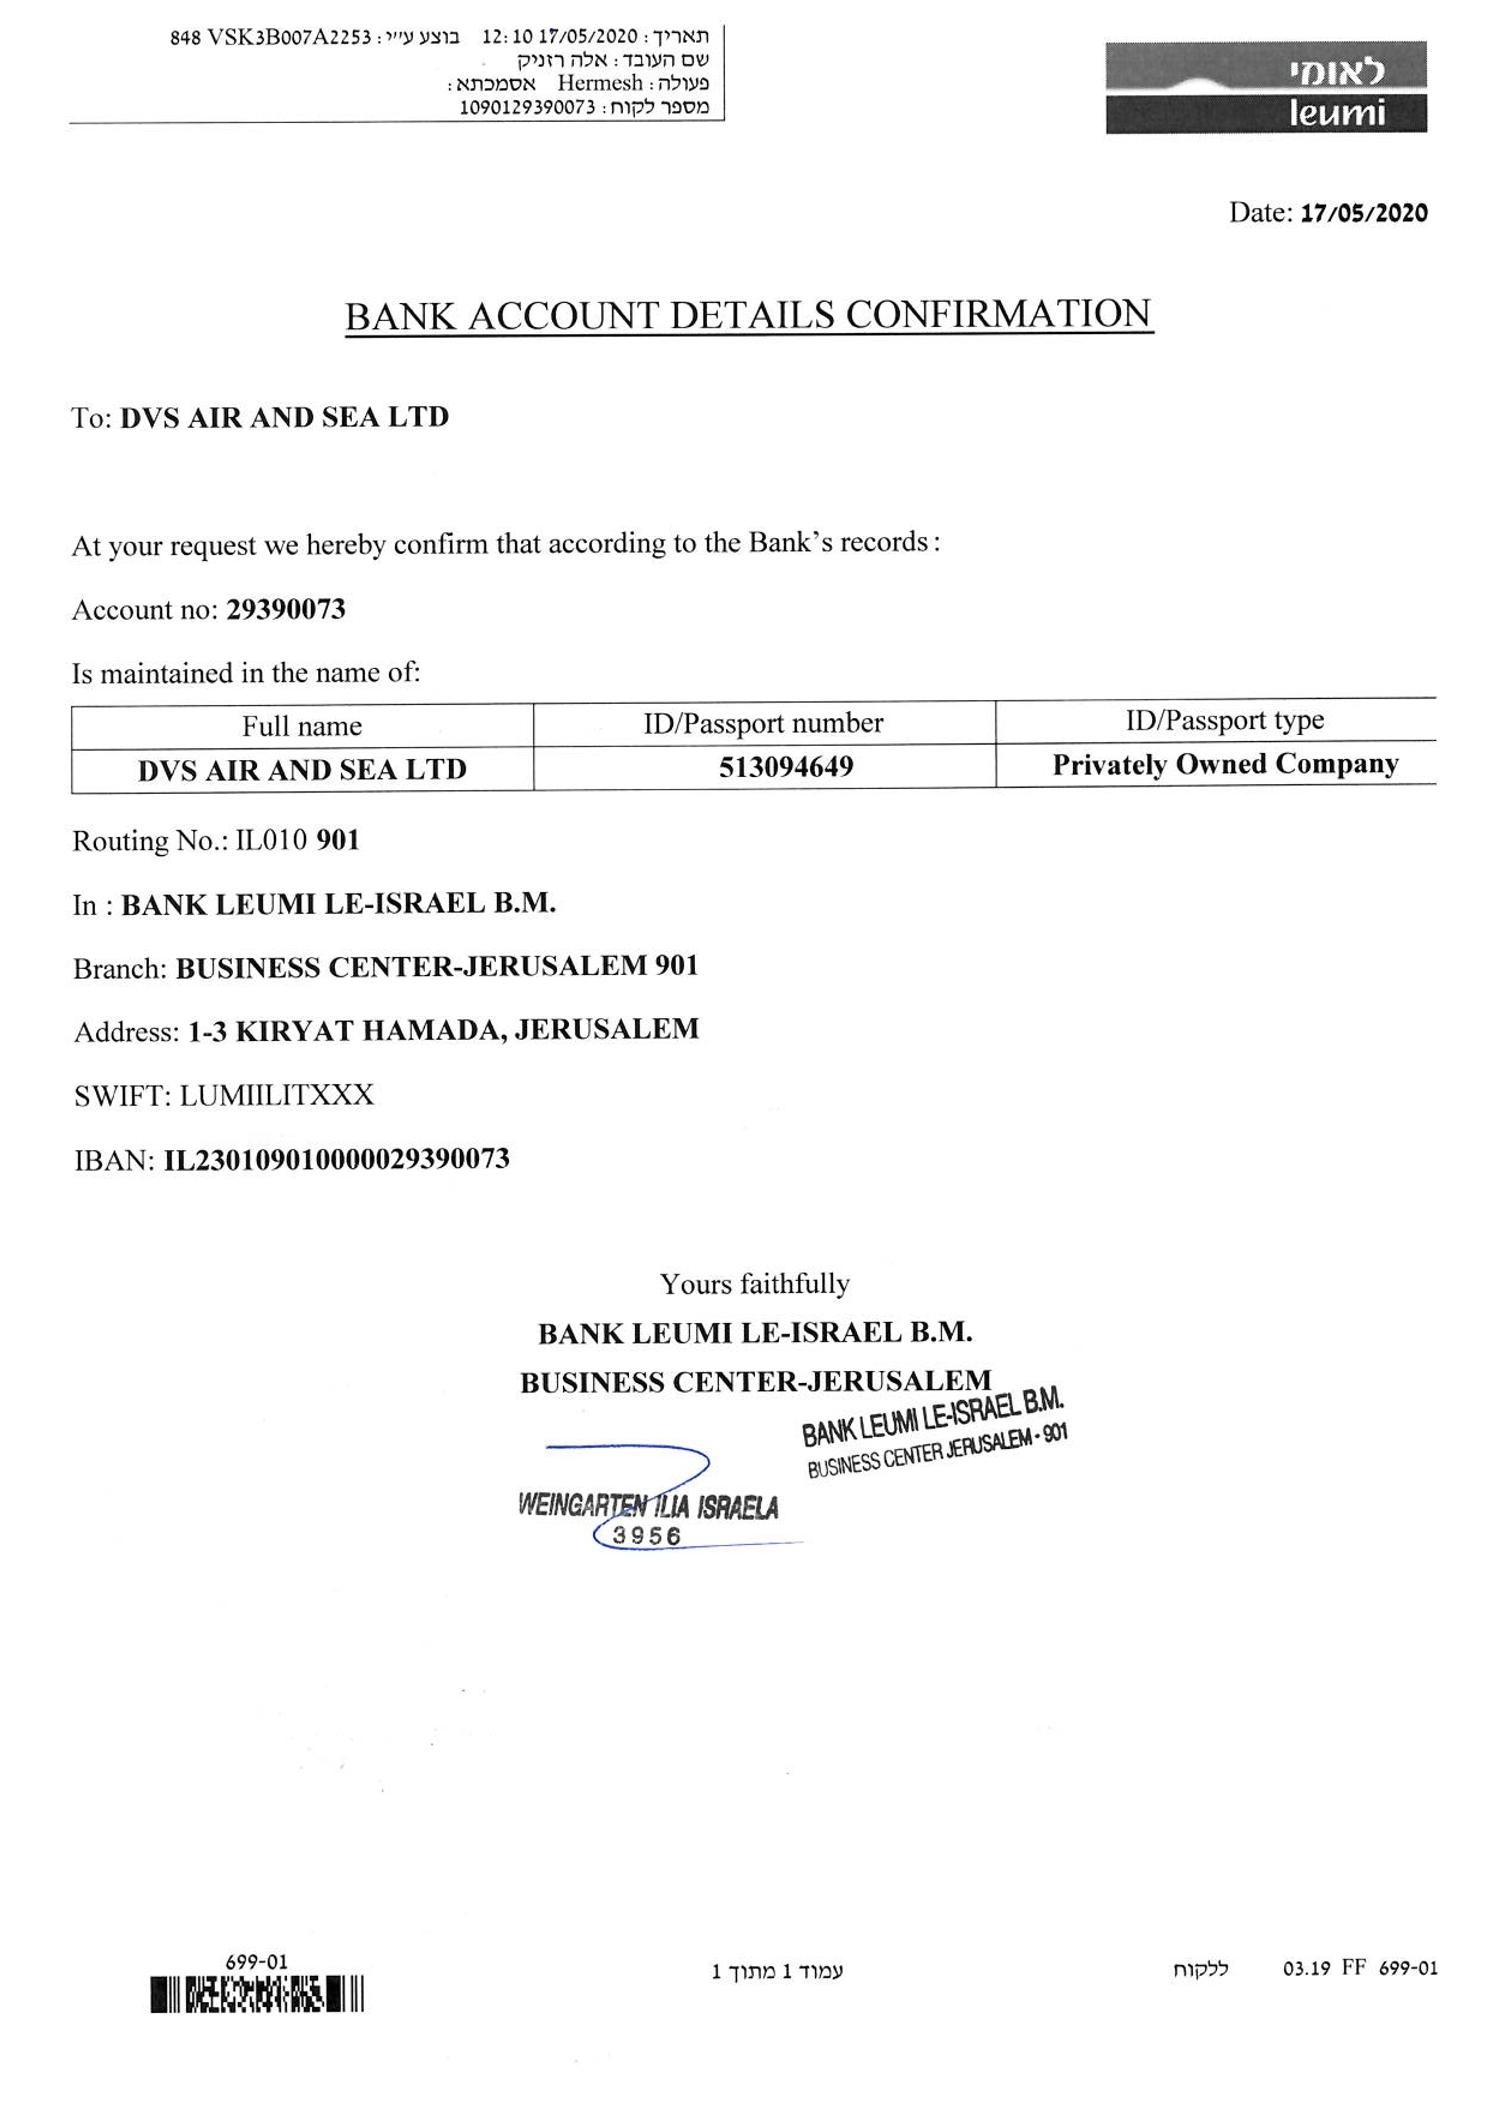 תאריך: 17/05/2020 12:10 בוצע ע״י: 848 VSK3B007A2253
שם העובד: אלה רזניק
פעולה: Hermesh אסמכתא:
מספר לקוח: 1090129390073
לאומי
leumi
Date: 17/05/2020
BANK ACCOUNT DETAILS CONFIRMATION
To: DVS AIR AND SEA LTD
At your request we hereby confirm that according to the Bank's records:
Account no: 29390073
Is maintained in the name of:
Full name ID/Passport number ID/Passport type
DVS AIR AND SEA LTD 513094649 Privately Owned Company
Routing No.: IL010 901
In : BANK LEUMI LE-ISRAEL B.M.
Branch: BUSINESS CENTER-JERUSALEM 901
Address: 1-3 KIRYAT HAMADA, JERUSALEM
SWIFT: LUMIILITXXX
IBAN: IL230109010000029390073
Yours faithfully
BANK LEUMI LE-ISRAEL B.M.
BUSINESS CENTER-JERUSALEM
BANK LEUMI LE-ISRAEL B.M.
BUSINESS CENTER JERUSALEM - 901
WEINGARTEN ILIA ISRAELA
3956
699-01
עמוד 1 מתוך 1
ללקוח
03.19 FF 699-01